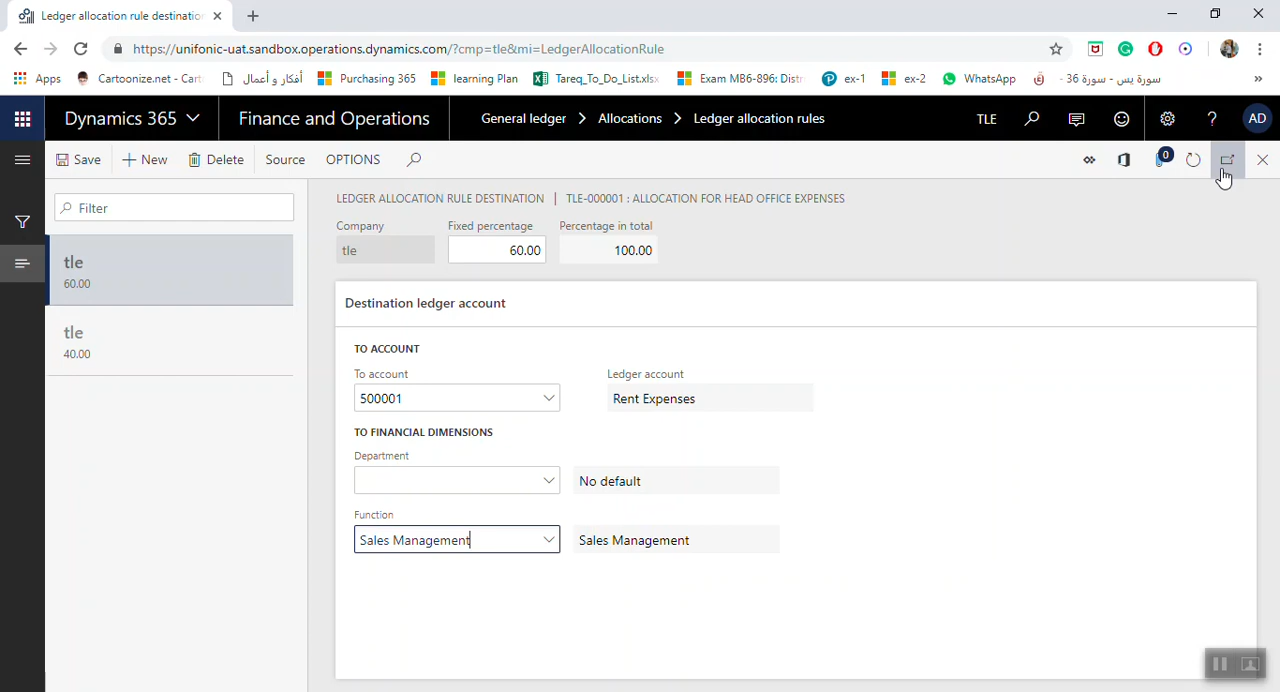 Ledger allocation rule destination
https://unifonic-uat.sandbox.operations.dynamics.com/?cmp=tle&mi=LedgerAllocationRule
Apps Cartoonize.net - Cart أفكار و أعمال Purchasing 365 learning Plan Tareq_To_Do_List.xlsx Exam MB6-896: Distr ex-1 ex-2 WhatsApp سورة يس - سورة 36 - »
Dynamics 365 Finance and Operations General ledger > Allocations > Ledger allocation rules TLE ? AD
Save + New Delete Source OPTIONS 0
Filter
LEDGER ALLOCATION RULE DESTINATION | TLE-000001 : ALLOCATION FOR HEAD OFFICE EXPENSES
Company Fixed percentage Percentage in total
tle 60.00 100.00
tle
60.00
tle
40.00
Destination ledger account
TO ACCOUNT
To account Ledger account
500001 Rent Expenses
TO FINANCIAL DIMENSIONS
Department
No default
Function
Sales Management Sales Management